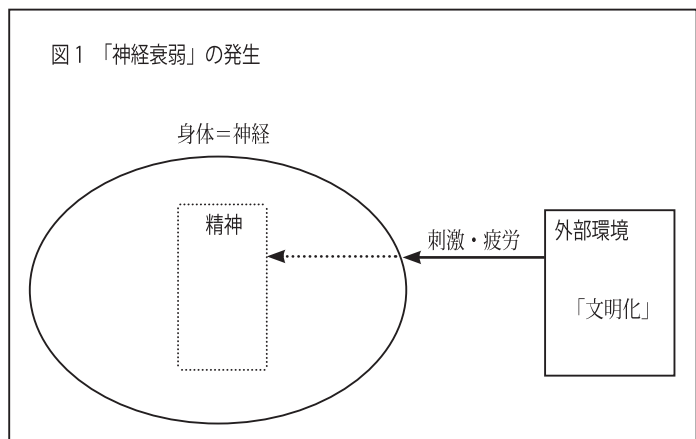 図1 「神経衰弱」の発生
身体＝神経
精神
刺激・疲労
外部環境
「文明化」